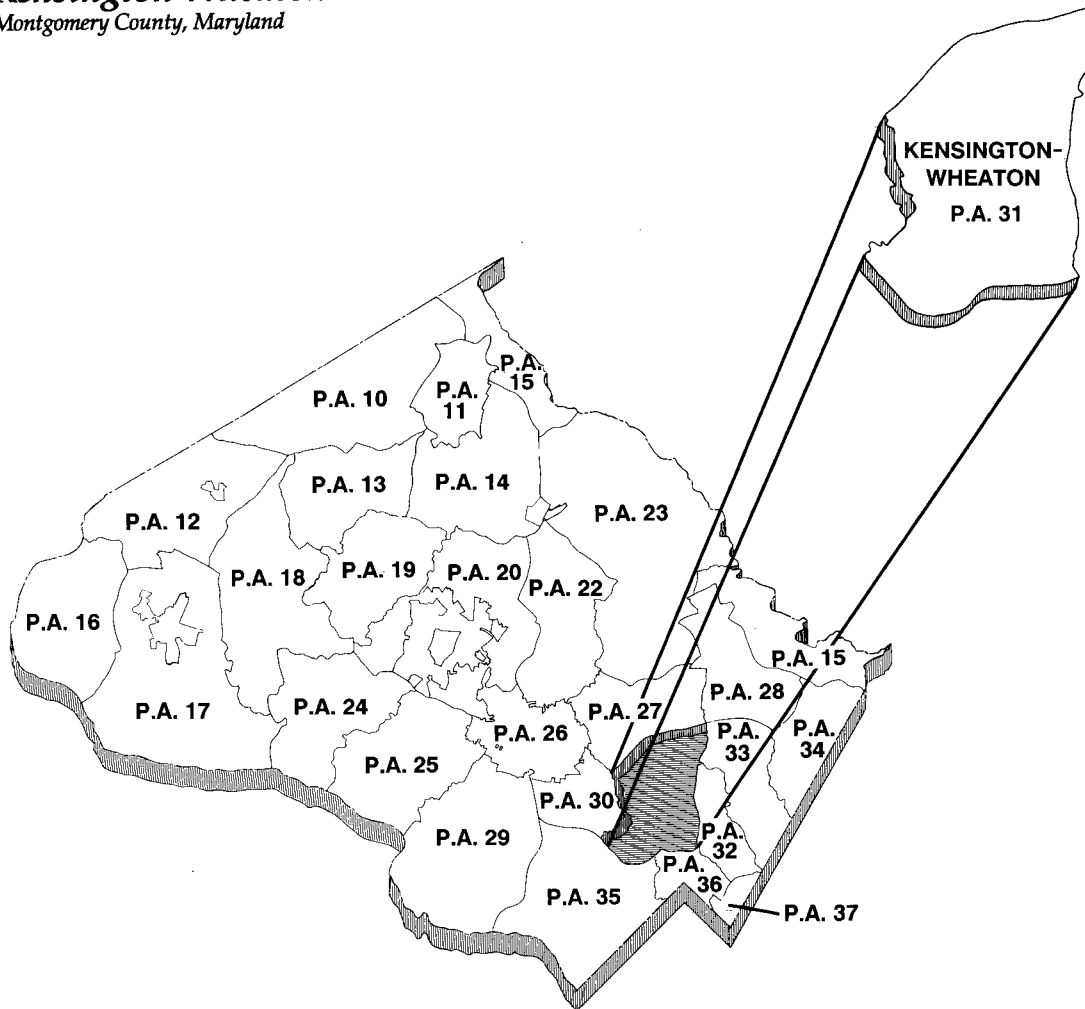 Montgomery County, Maryland
KENSINGTON-
WHEATON
P.A. 31
P.A. 10
P.A.
11
P.A.
15
P.A. 12
P.A. 13
P.A. 14
P.A. 23
P.A. 16
P.A. 18
P.A. 19
P.A. 20
P.A. 22
P.A. 17
P.A. 24
P.A. 25
P.A. 26
P.A. 27
P.A. 28
P.A. 15
P.A.
33
P.A.
34
P.A. 29
P.A. 30
P.A.
32
P.A. 35
P.A.
36
P.A. 37